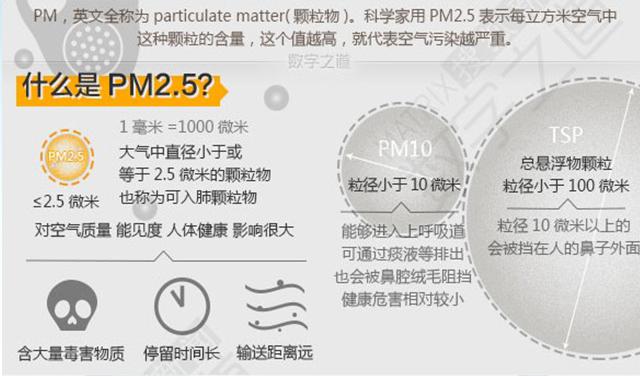 PM，英文全称为 particulate matter(颗粒物)。科学家用 PM2.5 表示每立方米空气中
这种颗粒的含量，这个值越高，就代表空气污染越严重。
数字之道
什么是 PM2.5?
PM2.5
≤2.5 微米
1 毫米 =1000 微米
大气中直径小于或
等于 2.5 微米的颗粒物
也称为可入肺颗粒物
对空气质量 能见度 人体健康 影响很大
含大量毒害物质
停留时间长
输送距离远
PM10
粒径小于 10 微米
能够进入上呼吸道
可通过痰液等排出
也会被鼻腔绒毛阻挡
健康危害相对较小
TSP
总悬浮物颗粒
粒径小于 100 微米
粒径 10 微米以上的
会被挡在人的鼻子外面